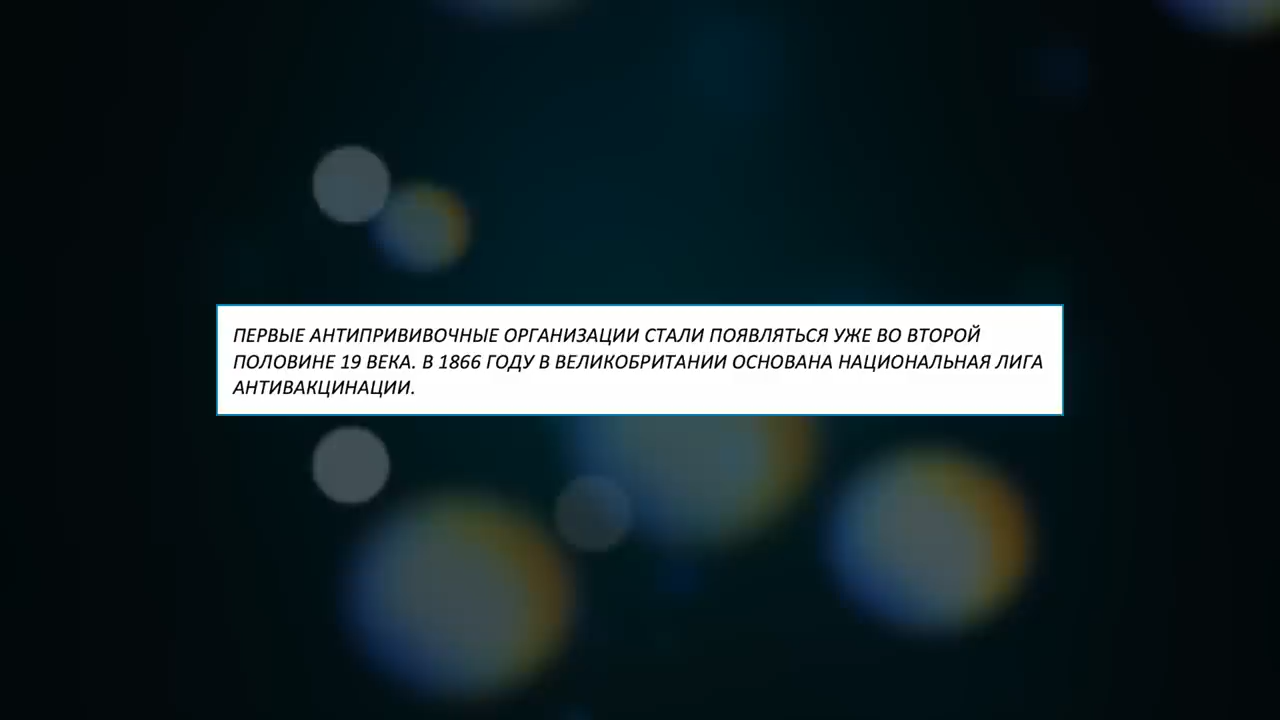 ПЕРВЫЕ АНТИПРИВИВОЧНЫЕ ОРГАНИЗАЦИИ СТАЛИ ПОЯВЛЯТЬСЯ УЖЕ ВО ВТОРОЙ
ПОЛОВИНЕ 19 ВЕКА. В 1866 ГОДУ В ВЕЛИКОБРИТАНИИ ОСНОВАНА НАЦИОНАЛЬНАЯ ЛИГА
АНТИВАКЦИНАЦИИ.